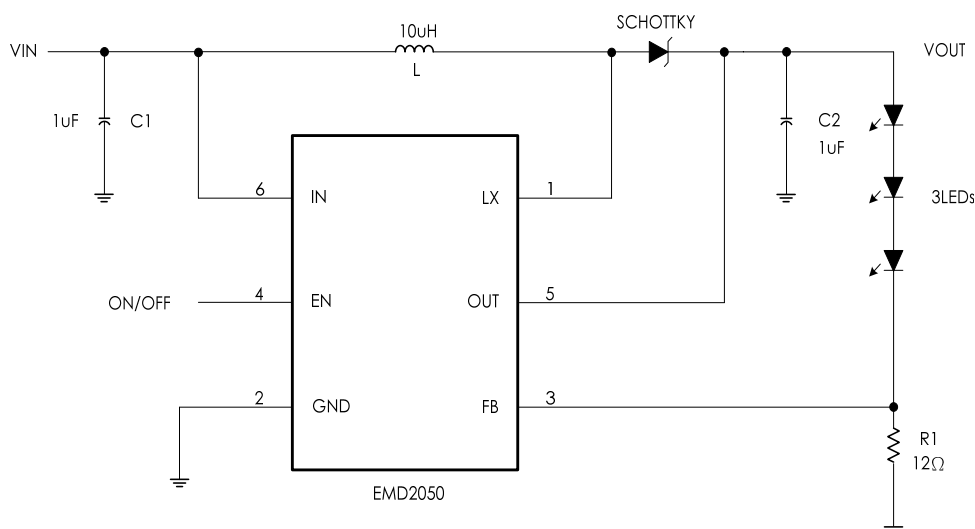 SCHOTTKY
10uH
VIN
VOUT
L
1uF
C1
C2
1uF
6
IN
LX
1
3LEDs
ON/OFF
4
EN
OUT
5
2
GND
FB
3
R1
12Ω
EMD2050